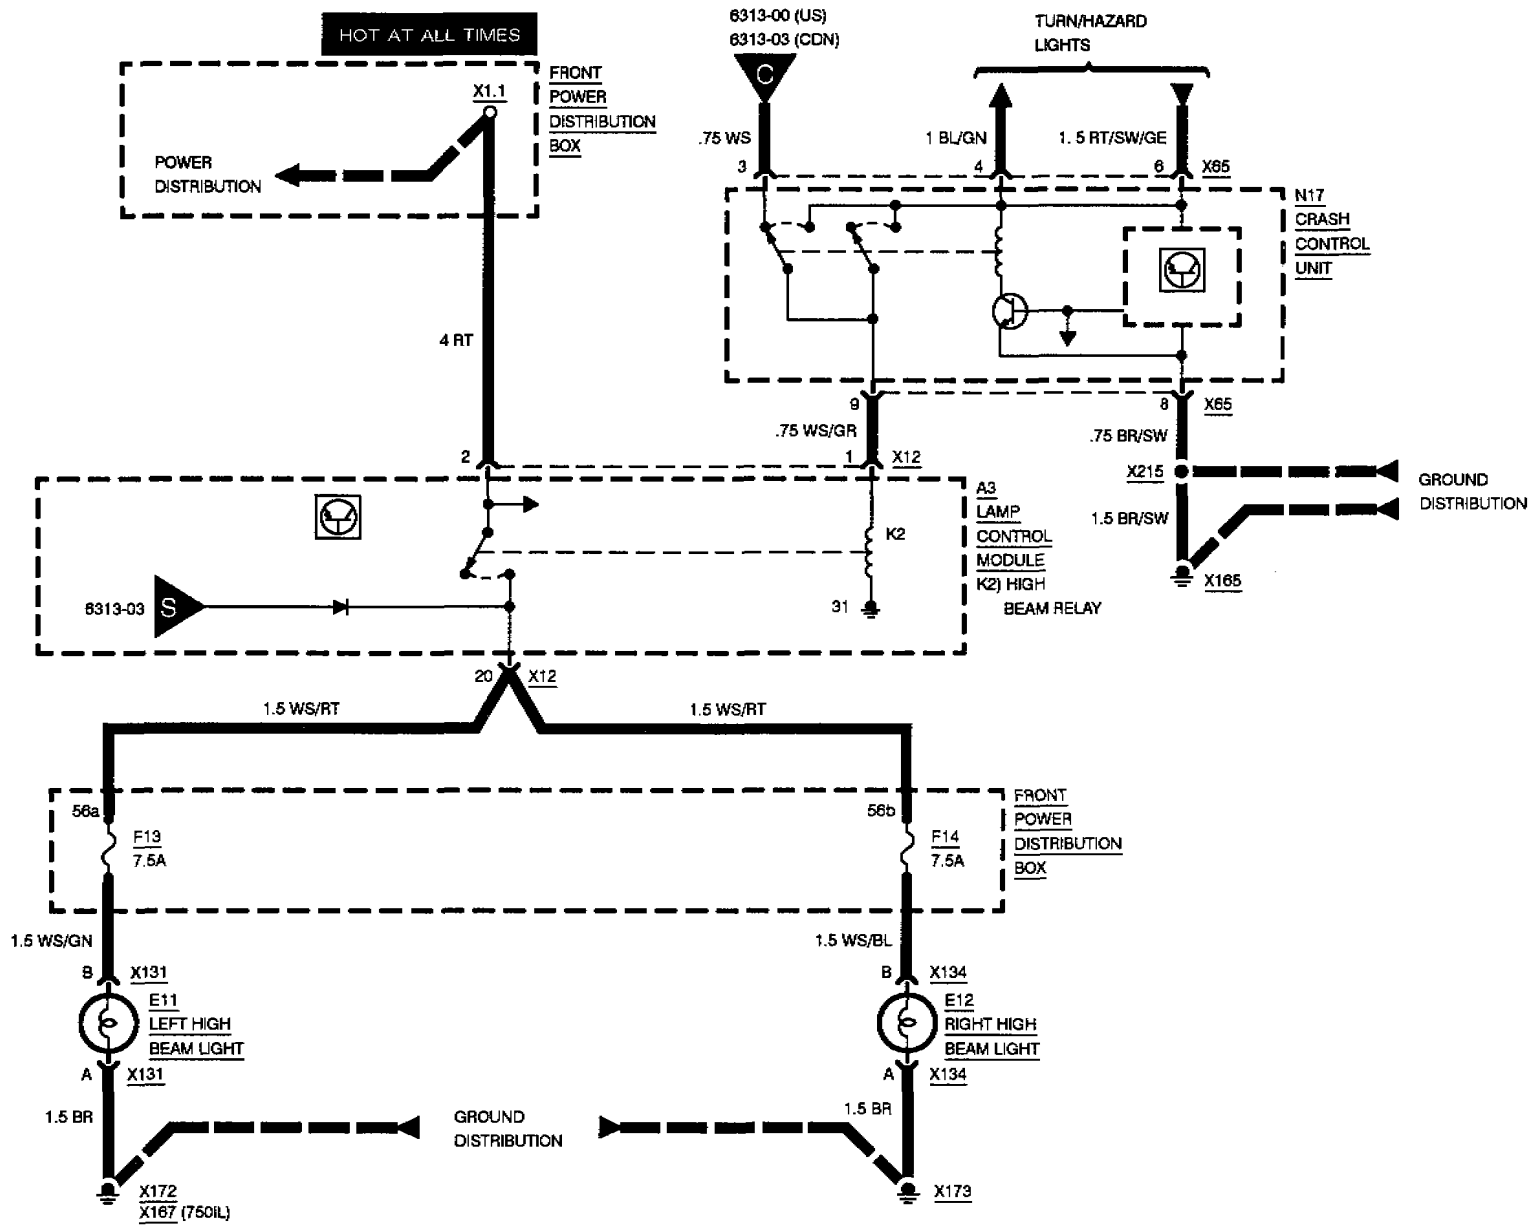 HOT AT ALL TIMES
6313-00 (US)
6313-03 (CDN)
C
TURN/HAZARD
LIGHTS
FRONT
POWER
DISTRIBUTION
BOX
X1.1
POWER
DISTRIBUTION
.75 WS
1 BL/GN
1. 5 RT/SW/GE
3
4
6
X65
N17
CRASH
CONTROL
UNIT
4 RT
9
8
X65
.75 WS/GR
.75 BR/SW
2
1
X12
X215
GROUND
DISTRIBUTION
1.5 BR/SW
X165
A3
LAMP
CONTROL
MODULE
K2) HIGH
BEAM RELAY
K2
31
6313-03
S
20
X12
1.5 WS/RT
1.5 WS/RT
56a
56b
F13
7.5A
F14
7.5A
FRONT
POWER
DISTRIBUTION
BOX
1.5 WS/GN
1.5 WS/BL
B
X131
B
X134
E11
LEFT HIGH
BEAM LIGHT
E12
RIGHT HIGH
BEAM LIGHT
A
X131
A
X134
1.5 BR
1.5 BR
GROUND
DISTRIBUTION
X172
X167 (750iL)
X173